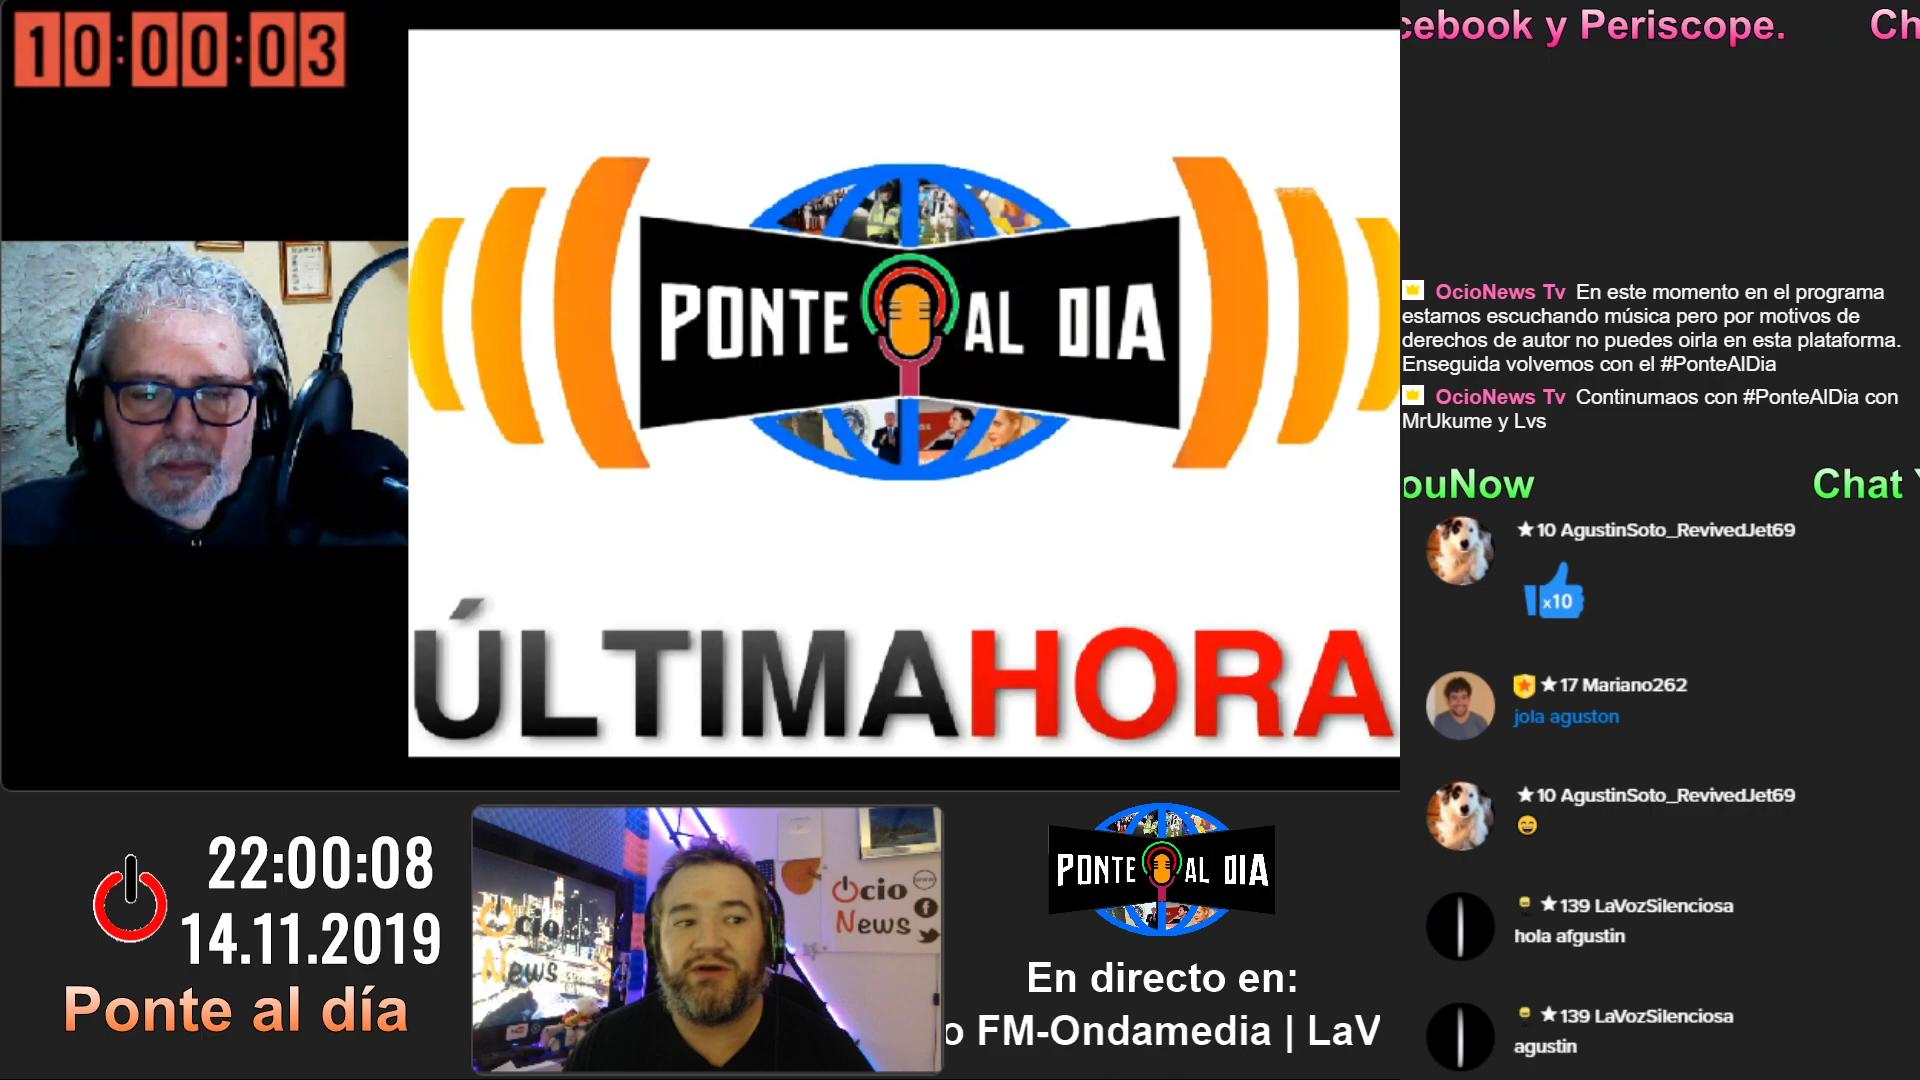 10:00:03
PONTE AL DIA
ÚLTIMAHORA
cebook y Periscope.
Ch
OcioNews Tv En este momento en el programa
estamos escuchando música pero por motivos de
derechos de autor no puedes oirla en esta plataforma.
Enseguida volvemos con el #PonteAlDia
OcioNews Tv Continumaos con #PonteAlDia con
MrUkume y Lvs
ouNow
Chat Y
★10 AgustinSoto_RevivedJet69
x10
★17 Mariano262
jola aguston
★10 AgustinSoto_RevivedJet69
😄
★139 LaVozSilenciosa
hola afgustin
★139 LaVozSilenciosa
agustin
22:00:08
14.11.2019
Ponte al día
Ocio
News
Ocio
News
PONTE AL DIA
En directo en:
o FM-Ondamedia | LaV